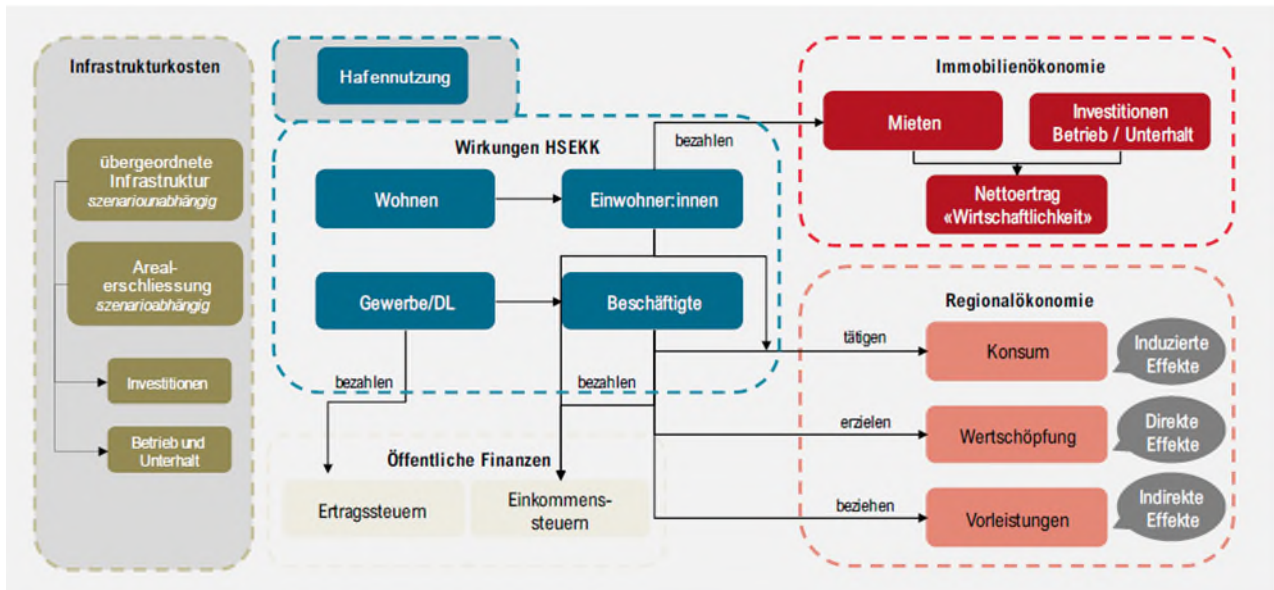 Infrastrukturkosten
übergeordnete
Infrastruktur
szenariounabhängig
Areal-
erschliessung
szenarioabhängig
Investitionen
Betrieb und
Unterhalt
Hafennutzung
Wirkungen HSEKK
Wohnen
Einwohner:innen
Gewerbe/DL
Beschäftigte
bezahlen
bezahlen
bezahlen
Öffentliche Finanzen
Ertragssteuern
Einkommens-
steuern
Immobilienökonomie
Mieten
Investitionen
Betrieb / Unterhalt
Nettoertrag
«Wirtschaftlichkeit»
Regionalökonomie
tätigen
Konsum
Induzierte
Effekte
erzielen
Wertschöpfung
Direkte
Effekte
beziehen
Vorleistungen
Indirekte
Effekte